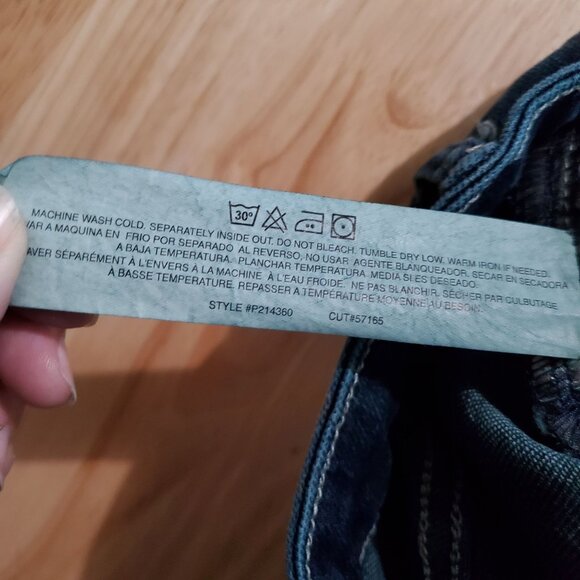 30°
MACHINE WASH COLD. SEPARATELY INSIDE OUT. DO NOT BLEACH. TUMBLE DRY LOW. WARM IRON IF NEEDED.
VAR A MAQUINA EN FRIO POR SEPARADO AL REVERSO, NO USAR AGENTE BLANQUEADOR, SECAR EN SECADORA
A BAJA TEMPERATURA. PLANCHAR TEMPERATURA. MEDIA SI ES DESEADO.
AVER SÉPARÉMENT À L'ENVERS À LA MACHINE À L'EAU FROIDE. NE PAS BLANCHIR, SÉCHER PAR CULBUTAGE
À BASSE TEMPÉRATURE. REPASSER À TEMPÉRATURE MOYENNE AU BESOIN.
STYLE #P214360 CUT#57165